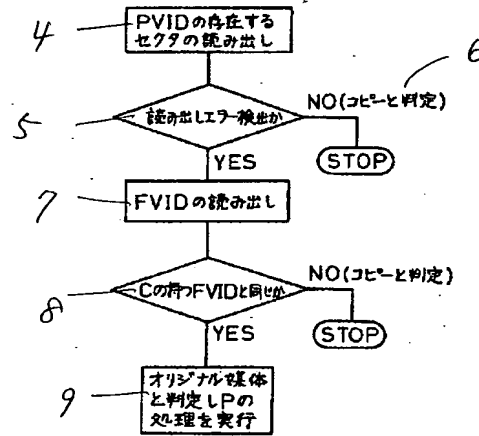 4
PVIDの存在する
セクタの読み出し
6
5
読み出しエラー検出か
NO(コピーと判定)
STOP
YES
7
FVIDの読み出し
8
Cの持つFVIDと同じか
NO(コピーと判定)
STOP
YES
9
オリジナル媒体
と判定しPの
処理を実行